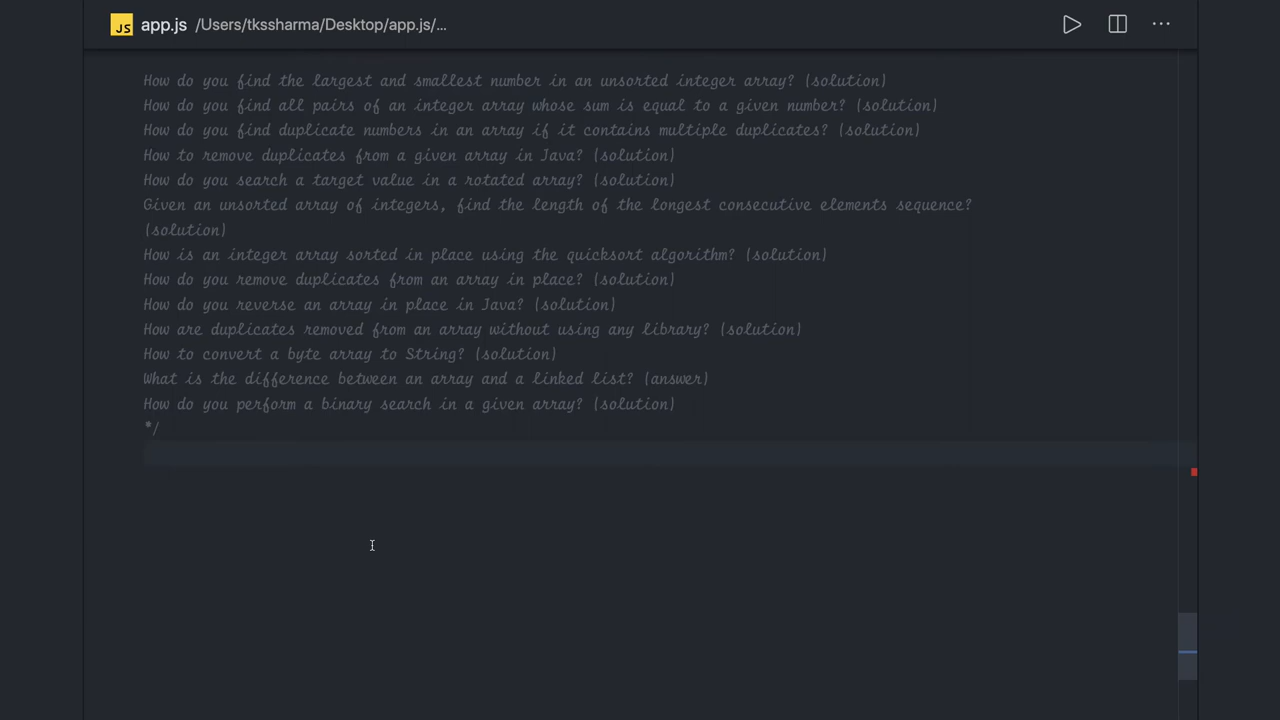 JS app.js /Users/tkssharma/Desktop/app.js/...
How do you find the largest and smallest number in an unsorted integer array? (solution)
How do you find all pairs of an integer array whose sum is equal to a given number? (solution)
How do you find duplicate numbers in an array if it contains multiple duplicates? (solution)
How to remove duplicates from a given array in Java? (solution)
How do you search a target value in a rotated array? (solution)
Given an unsorted array of integers, find the length of the longest consecutive elements sequence?
(solution)
How is an integer array sorted in place using the quicksort algorithm? (solution)
How do you remove duplicates from an array in place? (solution)
How do you reverse an array in place in Java? (solution)
How are duplicates removed from an array without using any library? (solution)
How to convert a byte array to String? (solution)
What is the difference between an array and a linked list? (answer)
How do you perform a binary search in a given array? (solution)
*/